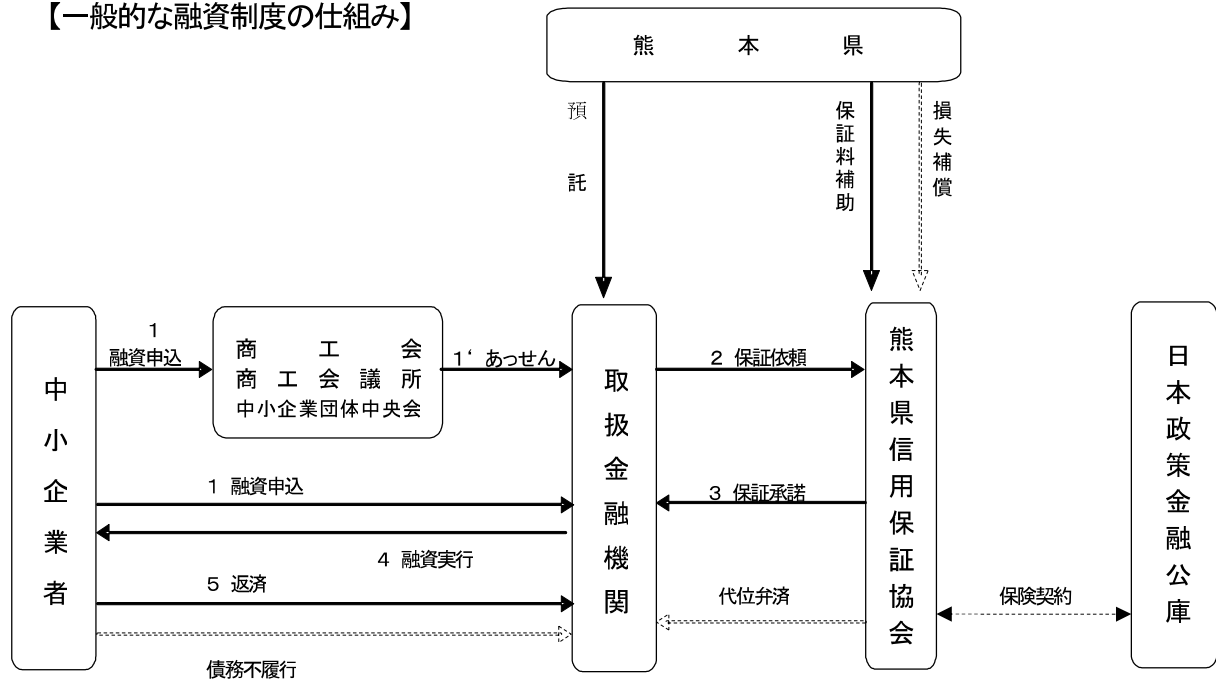 【一般的な融資制度の仕組み】
熊本県
預託
保証料補助
損失補償
中小企業者
1
融資申込
商工会
商工会議所
中小企業団体中央会
1‘ あっせん
取扱金融機関
2 保証依頼
熊本県信用保証協会
日本政策金融公庫
1 融資申込
3 保証承諾
4 融資実行
5 返済
代位弁済
保険契約
債務不履行